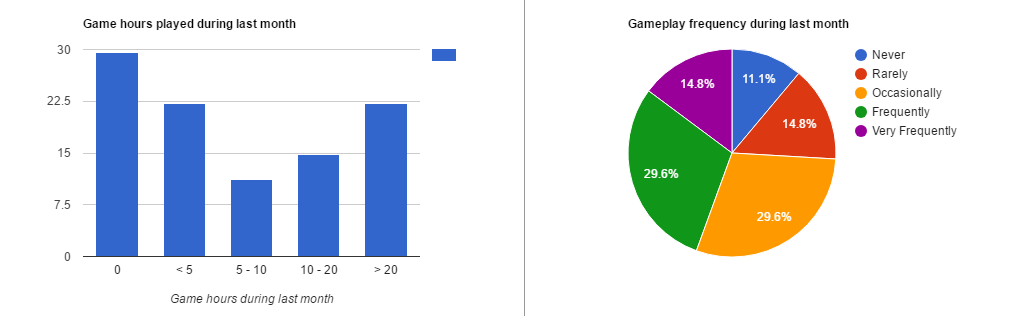 Game hours played during last month
30
22.5
15
7.5
0
0 < 5 5 - 10 10 - 20 > 20
Game hours during last month
Gameplay frequency during last month
11.1%
14.8%
29.6%
29.6%
14.8%
Never
Rarely
Occasionally
Frequently
Very Frequently